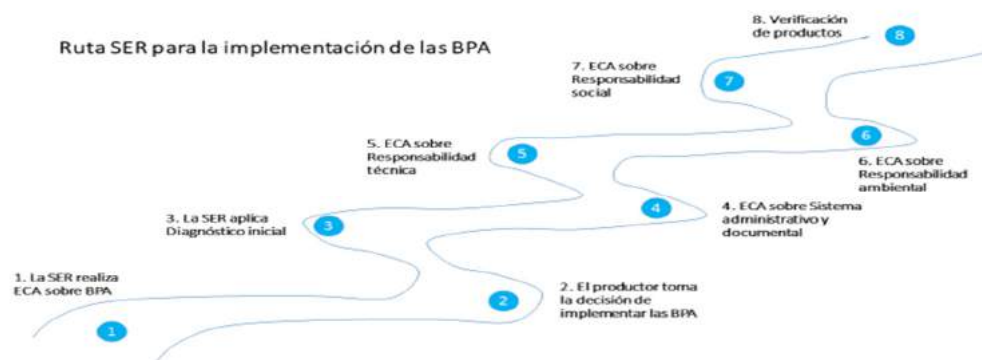 Ruta SER para la implementación de las BPA
8. Verificación
de productos
8
7. ECA sobre
Responsabilidad
social
7
5. ECA sobre
Responsabilidad
técnica
5
6
6. ECA sobre
Responsabilidad
ambiental
3. La SER aplica
Diagnóstico inicial
3
4
4. ECA sobre Sistema
administrativo y
documental
1. La SER realiza
ECA sobre BPA
1
2
2. El productor toma
la decisión de
implementar las BPA